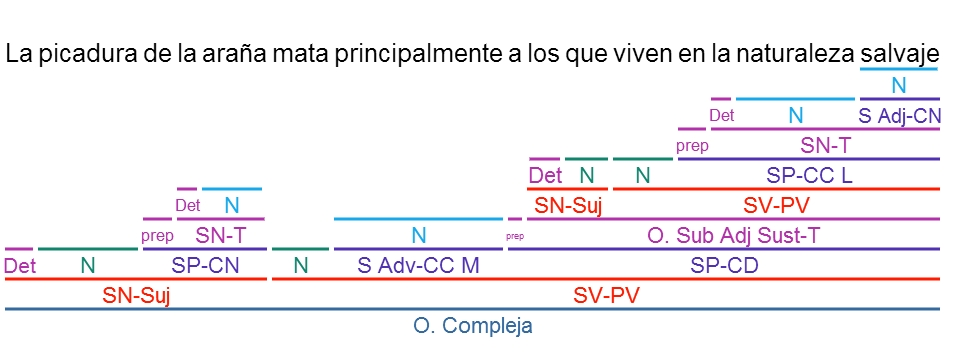 La picadura de la araña mata principalmente a los que viven en la naturaleza salvaje
N
Det N S Adj-CN
prep SN-T
Det N N SP-CC L
Det N SN-Suj SV-PV
prep SN-T N prep O. Sub Adj Sust-T
Det N SP-CN N S Adv-CC M SP-CD
SN-Suj SV-PV
O. Compleja